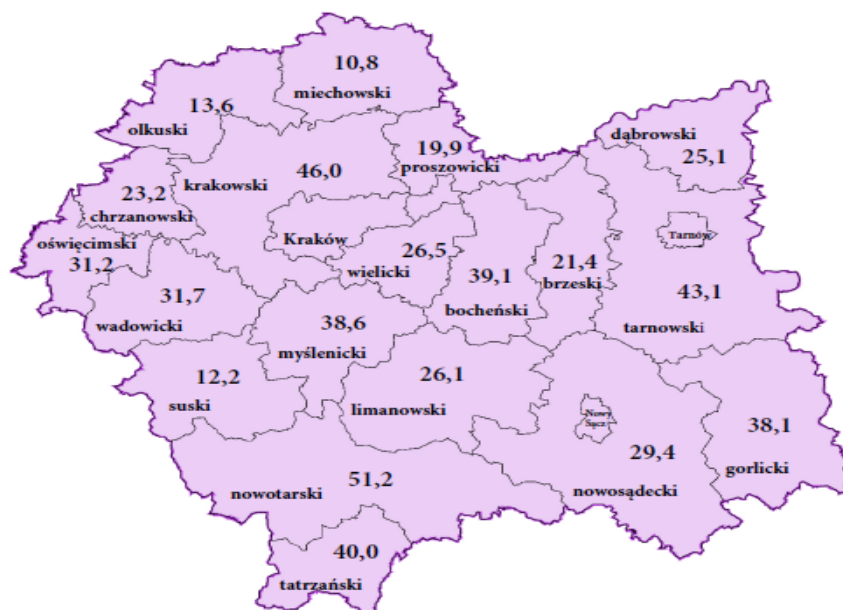 10,8
miechowski
13,6
olkuski
dąbrowski
25,1
19,9
proszowicki
46,0
krakowski
23,2
chrzanowski
Tarnów
oświęcimski
31,2
Kraków
26,5
wielicki
39,1
bocheński
21,4
brzeski
43,1
tarnowski
31,7
wadowicki
38,6
myślenicki
12,2
suski
26,1
limanowski
Nowy
Sącz
38,1
gorlicki
29,4
nowosądecki
51,2
nowotarski
40,0
tatrzański